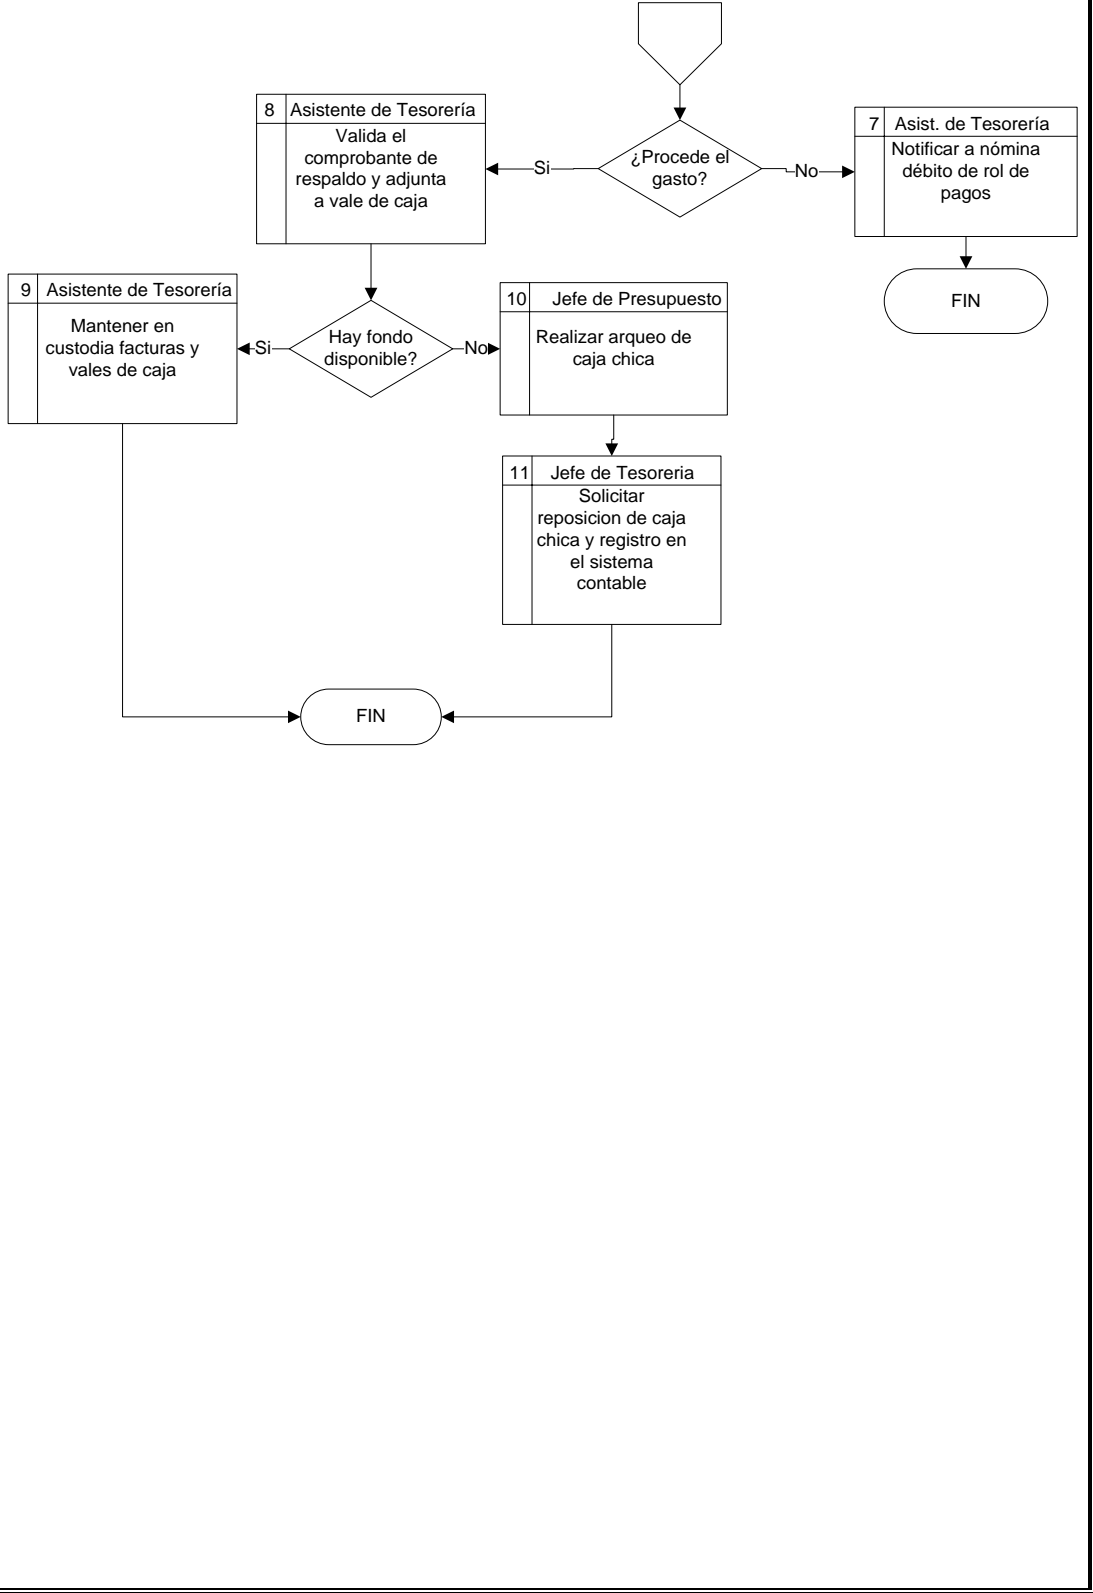 8 Asistente de Tesorería
Valida el
comprobante de
respaldo y adjunta
a vale de caja
Si
¿Procede el
gasto?
No
7 Asist. de Tesorería
Notificar a nómina
débito de rol de
pagos
FIN
9 Asistente de Tesorería
Mantener en
custodia facturas y
vales de caja
Si
Hay fondo
disponible?
No
10 Jefe de Presupuesto
Realizar arqueo de
caja chica
11 Jefe de Tesoreria
Solicitar
reposicion de caja
chica y registro en
el sistema
contable
FIN